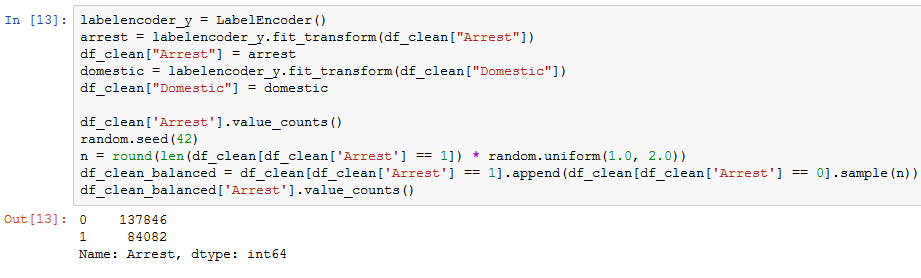 In [13]: labelencoder_y = LabelEncoder()
arrest = labelencoder_y.fit_transform(df_clean["Arrest"])
df_clean["Arrest"] = arrest
domestic = labelencoder_y.fit_transform(df_clean["Domestic"])
df_clean["Domestic"] = domestic

df_clean['Arrest'].value_counts()
random.seed(42)
n = round(len(df_clean[df_clean['Arrest'] == 1]) * random.uniform(1.0, 2.0))
df_clean_balanced = df_clean[df_clean['Arrest'] == 1].append(df_clean[df_clean['Arrest'] == 0].sample(n))
df_clean_balanced['Arrest'].value_counts()
Out[13]: 0    137846
1     84082
Name: Arrest, dtype: int64